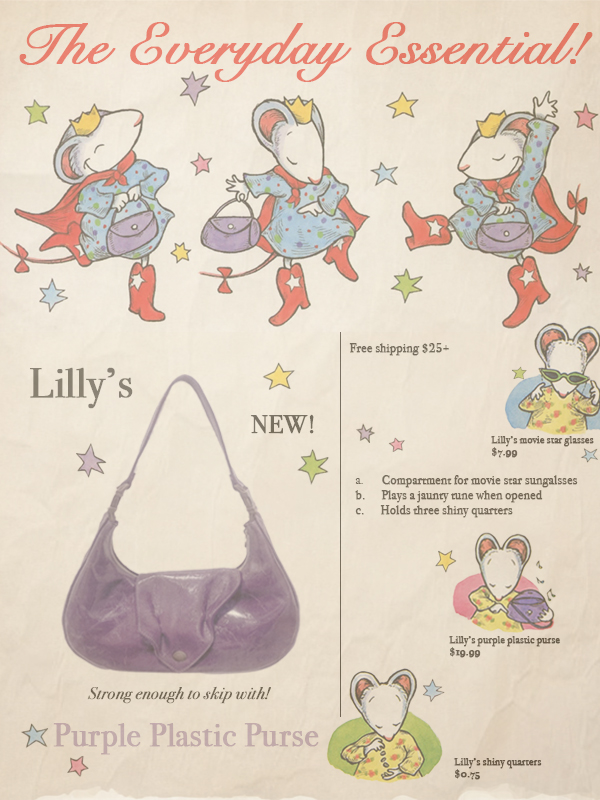 The Everyday Essential!
Lilly's
NEW!
Strong enough to skip with!
Purple Plastic Purse
Free shipping $25+
Lilly's movie star glasses
$7.99
a. Compartment for movie star sungalsses
b. Plays a jaunty tune when opened
c. Holds three shiny quarters
Lilly's purple plastic purse
$19.99
Lilly's shiny quarters
$0.75